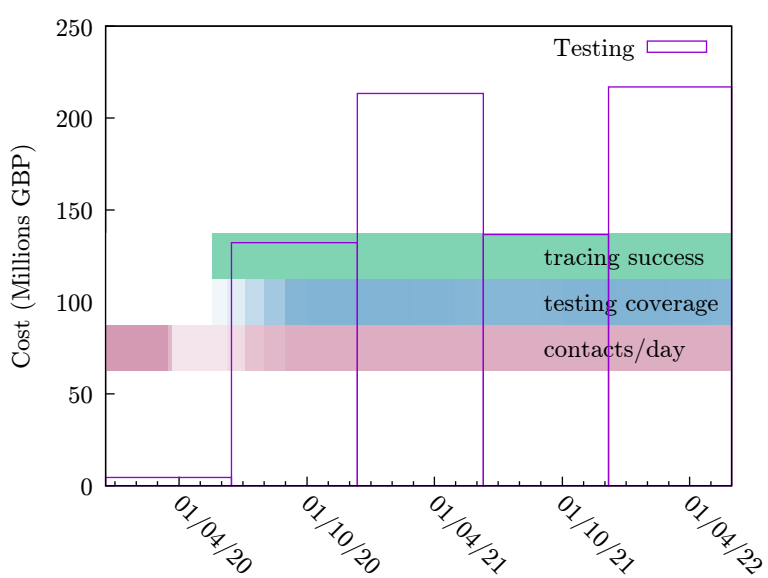 250
200
150
100
50
0
Cost (Millions GBP)
Testing
tracing success
testing coverage
contacts/day
01/04/20
01/10/20
01/04/21
01/10/21
01/04/22